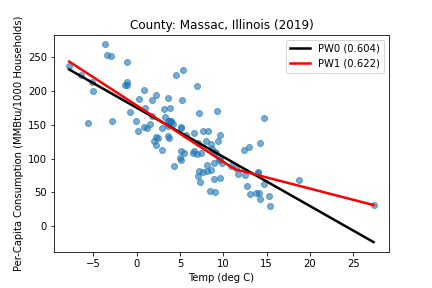 County: Massac, Illinois (2019)
PW0 (0.604)
PW1 (0.622)
Per-Capita Consumption (MMBtu/1000 Households)
250
200
150
100
50
0
−5
0
5
10
15
20
25
Temp (deg C)